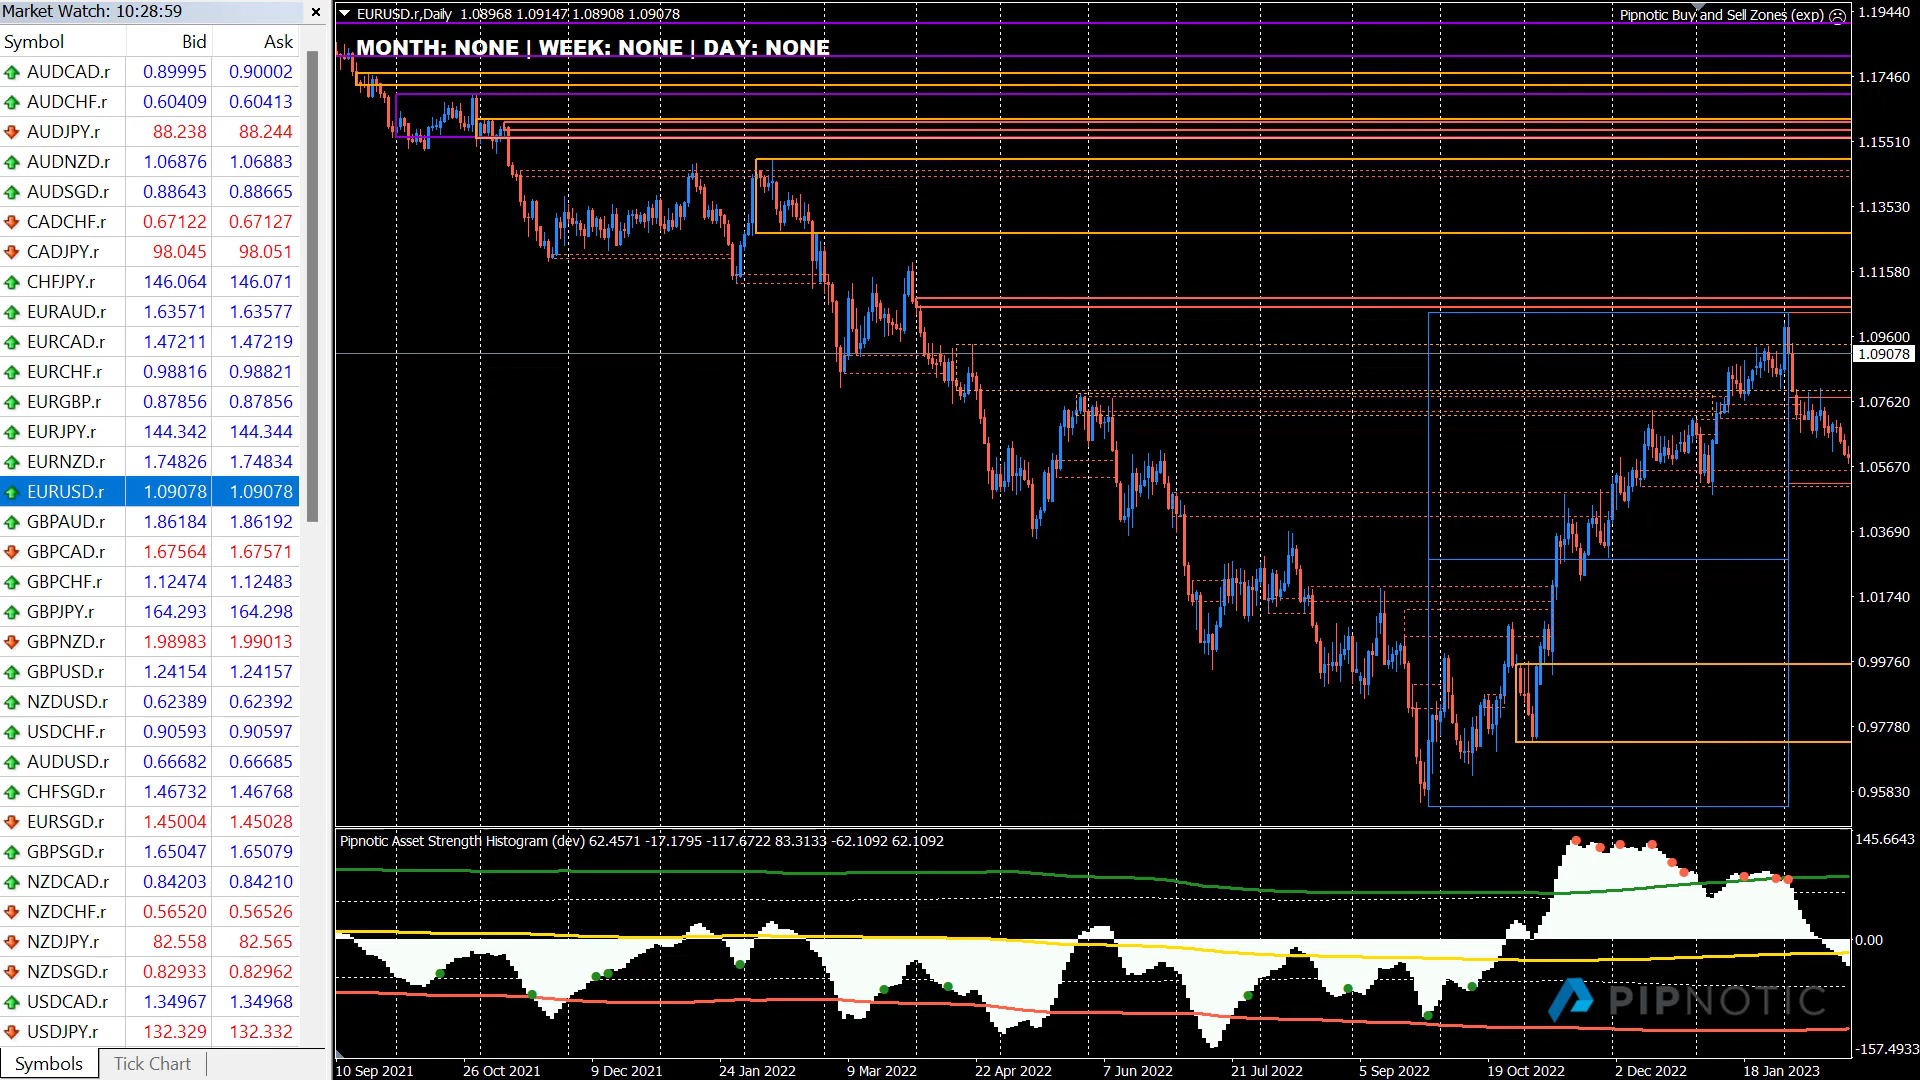 Market Watch: 10:28:59
Symbol Bid Ask
AUDCAD.r 0.89995 0.90002
AUDCHF.r 0.60409 0.60413
AUDJPY.r 88.238 88.244
AUDNZD.r 1.06876 1.06883
AUDSGD.r 0.88643 0.88665
CADCHF.r 0.67122 0.67127
CADJPY.r 98.045 98.051
CHFJPY.r 146.064 146.071
EURAUD.r 1.63571 1.63577
EURCAD.r 1.47211 1.47219
EURCHF.r 0.98816 0.98821
EURGBP.r 0.87856 0.87856
EURJPY.r 144.342 144.344
EURNZD.r 1.74826 1.74834
EURUSD.r 1.09078 1.09078
GBPAUD.r 1.86184 1.86192
GBPCAD.r 1.67564 1.67571
GBPCHF.r 1.12474 1.12483
GBPJPY.r 164.293 164.298
GBPNZD.r 1.98983 1.99013
GBPUSD.r 1.24154 1.24157
NZDUSD.r 0.62389 0.62392
USDCHF.r 0.90593 0.90597
AUDUSD.r 0.66682 0.66685
CHFSGD.r 1.46732 1.46768
EURSGD.r 1.45004 1.45028
GBPSGD.r 1.65047 1.65079
NZDCAD.r 0.84203 0.84210
NZDCHF.r 0.56520 0.56526
NZDJPY.r 82.558 82.565
NZDSGD.r 0.82933 0.82962
USDCAD.r 1.34967 1.34968
USDJPY.r 132.329 132.332
Symbols Tick Chart
EURUSD.r,Daily 1.08968 1.09147 1.08908 1.09078
Pipnotic Buy and Sell Zones (exp)
MONTH: NONE | WEEK: NONE | DAY: NONE
1.19440
1.17460
1.15510
1.13530
1.11580
1.09600
1.09078
1.07620
1.05670
1.03690
1.01740
0.99760
0.97780
0.95830
Pipnotic Asset Strength Histogram (dev) 62.4571 -17.1795 -117.6722 83.3133 -62.1092 62.1092
145.6643
0.00
-157.4933
PIPNOTIC
10 Sep 2021 26 Oct 2021 9 Dec 2021 24 Jan 2022 9 Mar 2022 22 Apr 2022 7 Jun 2022 21 Jul 2022 5 Sep 2022 19 Oct 2022 2 Dec 2022 18 Jan 2023